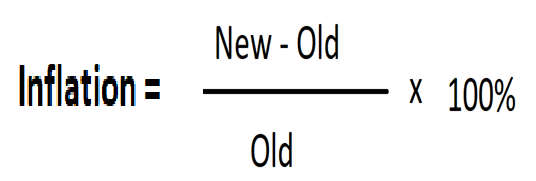 New - Old
Inflation = x 100%
Old